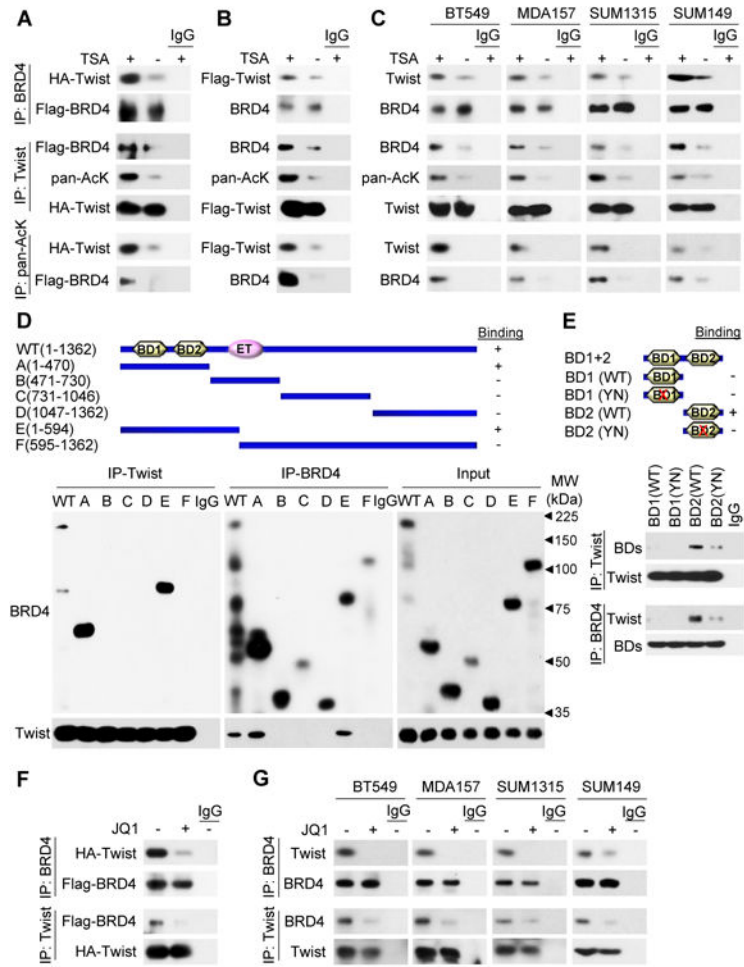 A
IgG
TSA + - +
IP: BRD4
HA-Twist
Flag-BRD4
IP: Twist
Flag-BRD4
pan-AcK
HA-Twist
IP: pan-AcK
HA-Twist
Flag-BRD4
B
IgG
TSA + - +
Flag-Twist
BRD4
BRD4
pan-AcK
Flag-Twist
Flag-Twist
BRD4
C
BT549 MDA157 SUM1315 SUM149
IgG IgG IgG IgG
TSA + - + + - + + - + + - +
Twist
BRD4
BRD4
pan-AcK
Twist
Twist
BRD4
D
Binding
WT(1-1362) BD1 BD2 ET +
A(1-470) +
B(471-730) -
C(731-1046) -
D(1047-1362) -
E(1-594) +
F(595-1362) -
IP-Twist IP-BRD4 Input MW
WT A B C D E F IgG WT A B C D E F IgG WT A B C D E F (kDa)
225
150
100
75
50
35
BRD4
Twist
E
Binding
BD1+2 BD1 BD2
BD1 (WT) BD1 -
BD1 (YN) BD1 -
BD2 (WT) BD2 +
BD2 (YN) BD2 -
BD1(WT) BD1(YN) BD2(WT) BD2(YN) IgG
IP: Twist
BDs
Twist
IP: BRD4
Twist
BDs
F
IgG
JQ1 - + -
IP: BRD4
HA-Twist
Flag-BRD4
IP: Twist
Flag-BRD4
HA-Twist
G
BT549 MDA157 SUM1315 SUM149
IgG IgG IgG IgG
JQ1 - + - - + - - + - - + -
IP: BRD4
Twist
BRD4
IP: Twist
BRD4
Twist